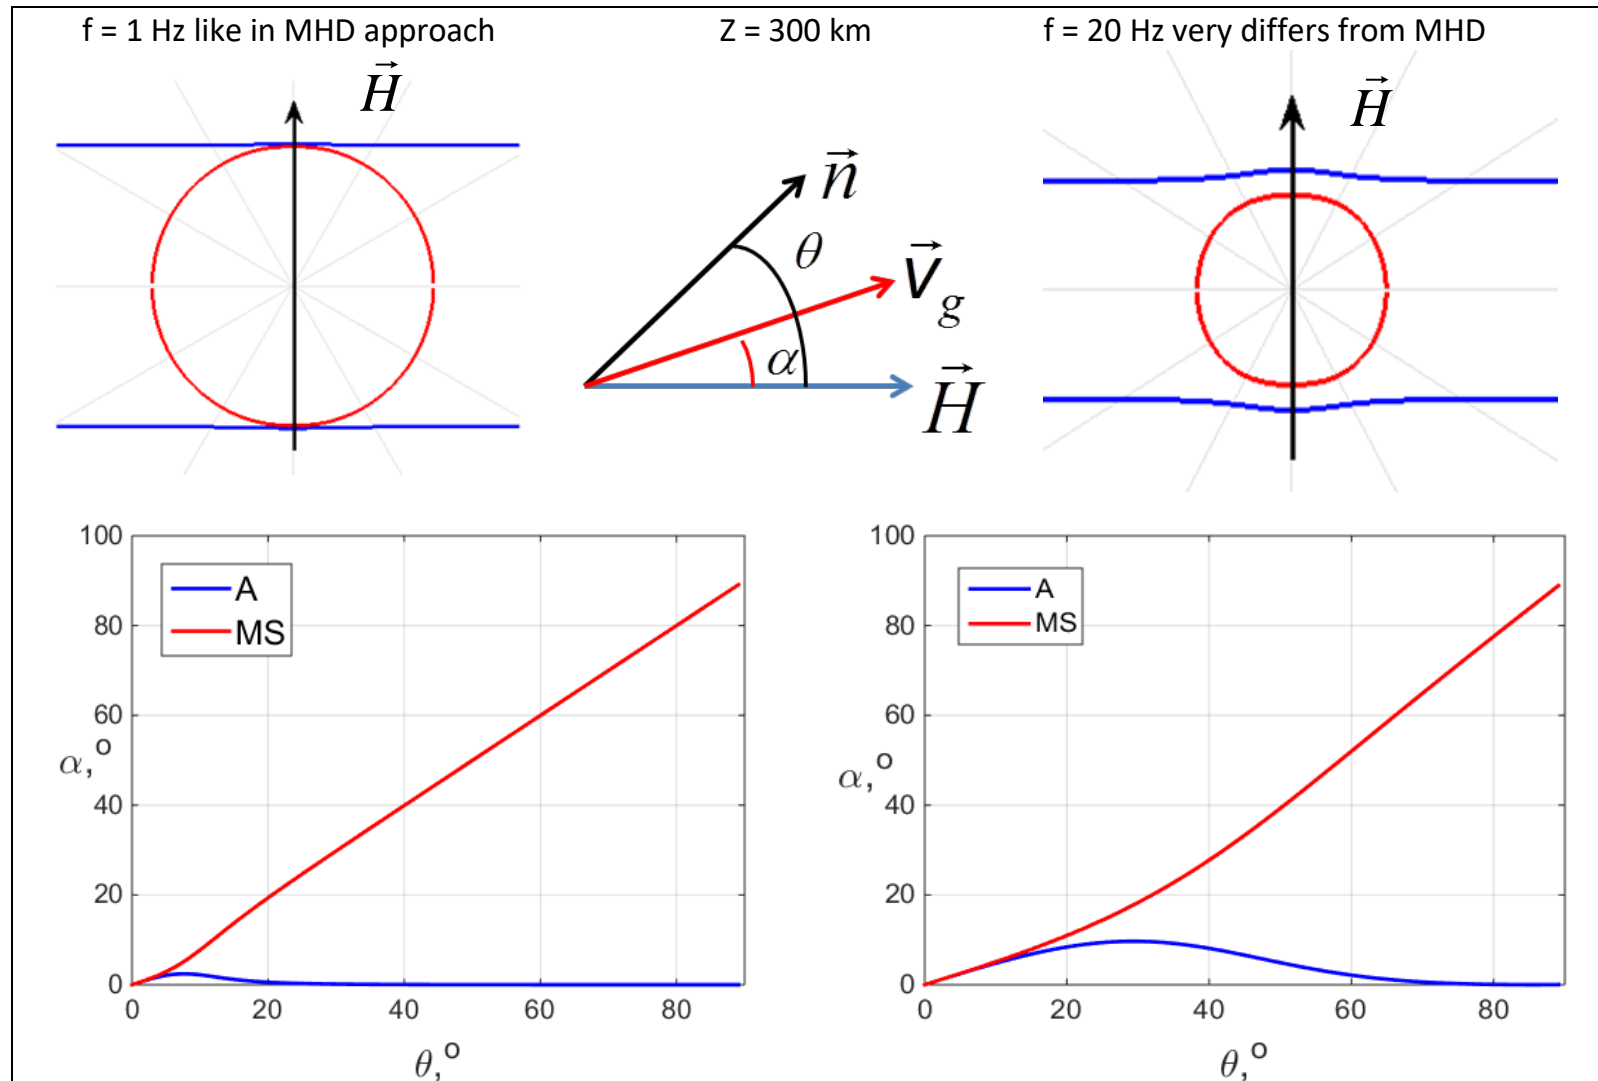 f = 1 Hz like in MHD approach
Z = 300 km
f = 20 Hz very differs from MHD
H⃗
n⃗
θ
v⃗g
α
H⃗
H⃗
100
80
60
40
20
0
α,°
A
MS
0 20 40 60 80
θ,°
100
80
60
40
20
0
α,°
A
MS
0 20 40 60 80
θ,°